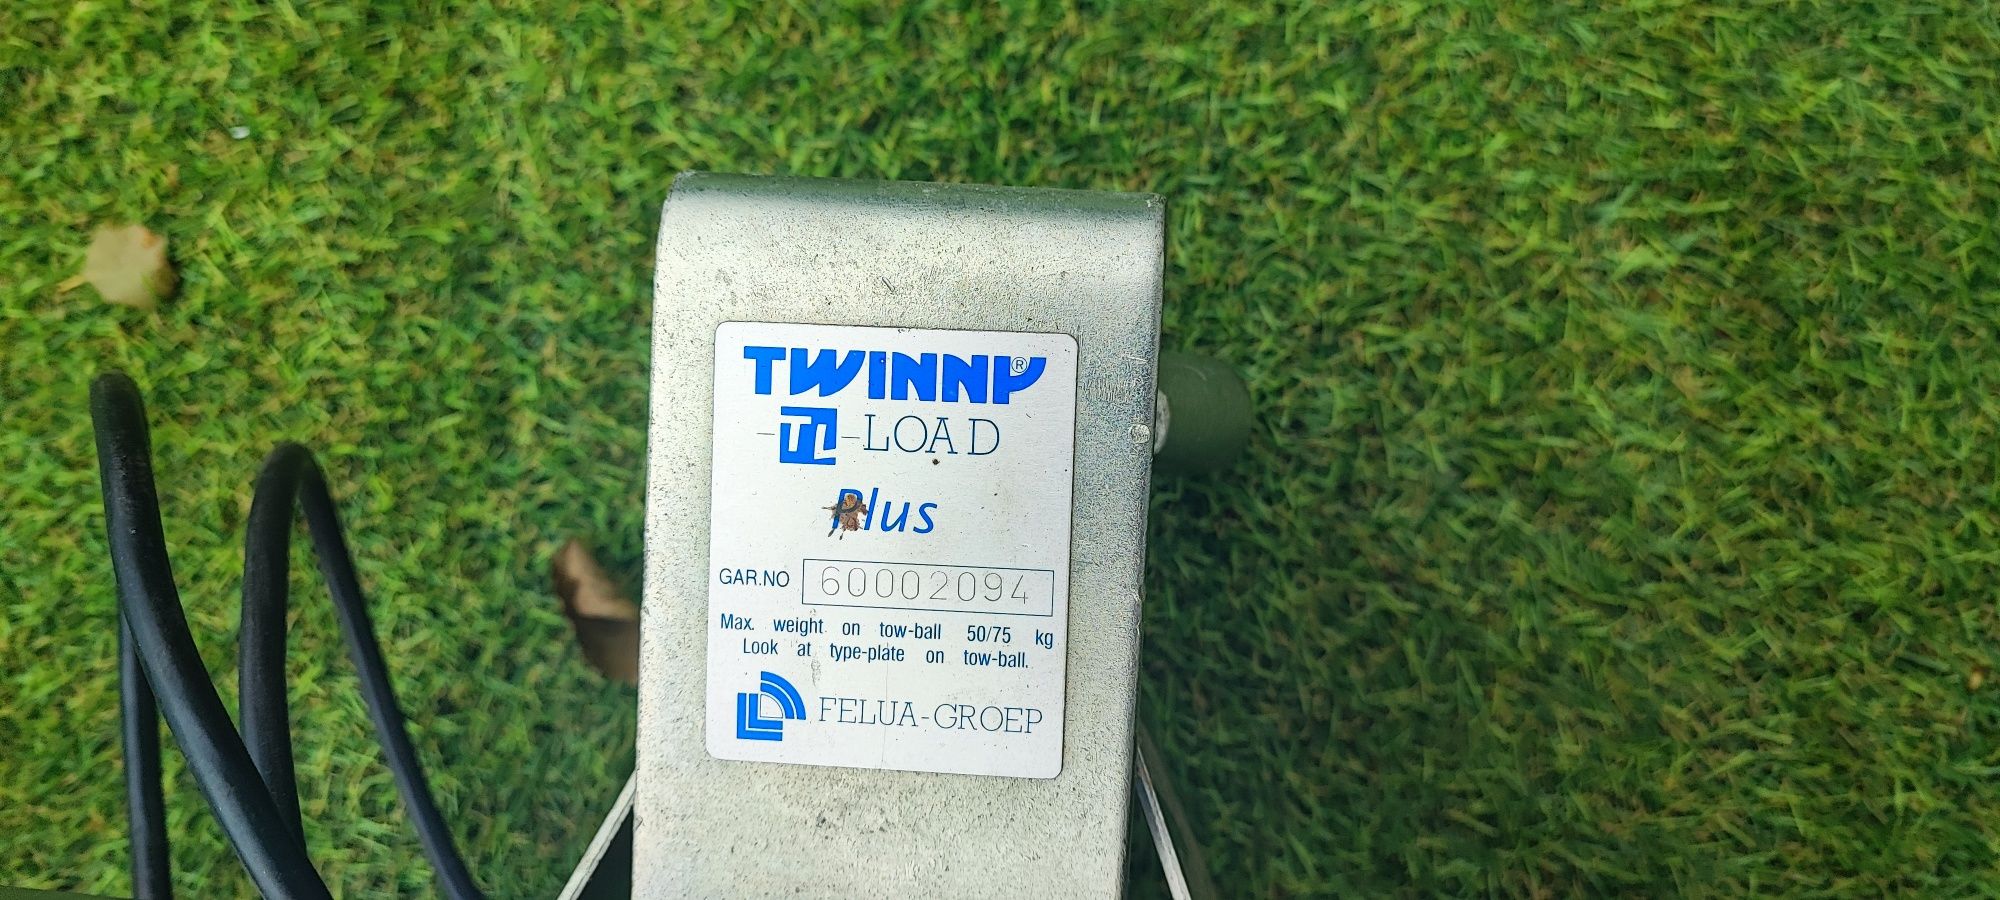 TWINNY®
TL-LOAD
Plus
GAR.NO 60002094
Max. weight on tow-ball 50/75 kg
Look at type-plate on tow-ball.
FELUA-GROEP